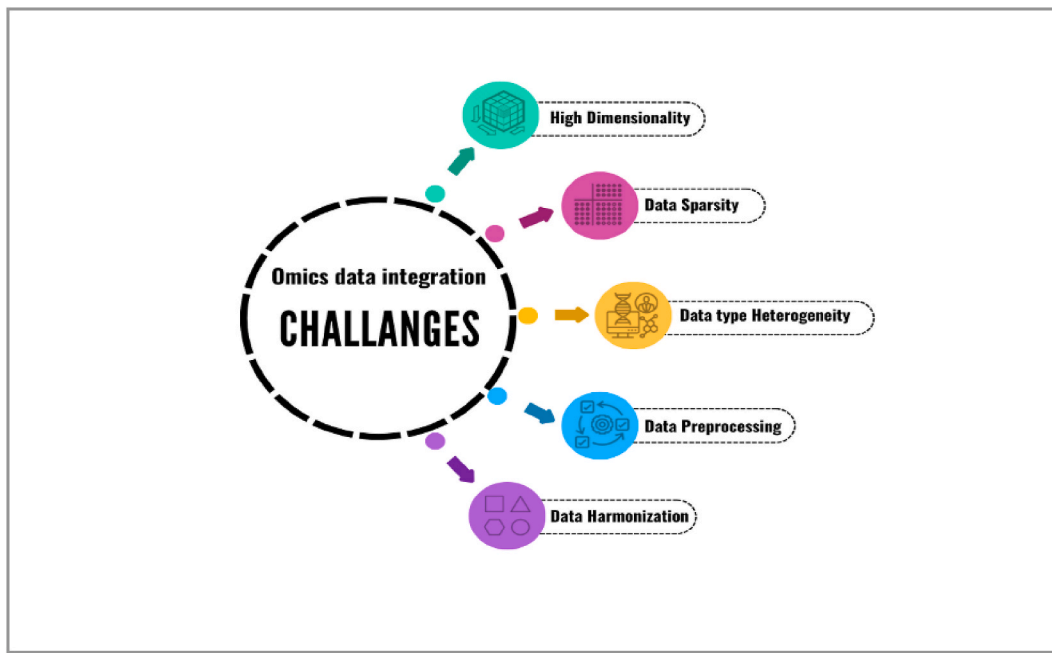 Omics data integration
CHALLANGES
High Dimensionality
Data Sparsity
Data type Heterogeneity
Data Preprocessing
Data Harmonization